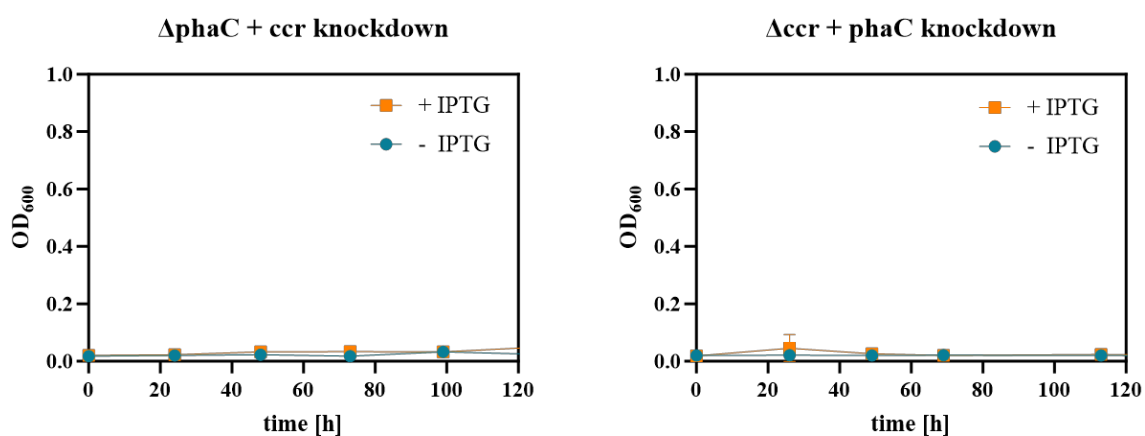 ΔphaC + ccr knockdown
1.0
0.8
0.6
0.4
0.2
0.0
OD₆₀₀
+ IPTG
- IPTG
0 20 40 60 80 100 120
time [h]
Δccr + phaC knockdown
1.0
0.8
0.6
0.4
0.2
0.0
OD₆₀₀
+ IPTG
- IPTG
0 20 40 60 80 100 120
time [h]